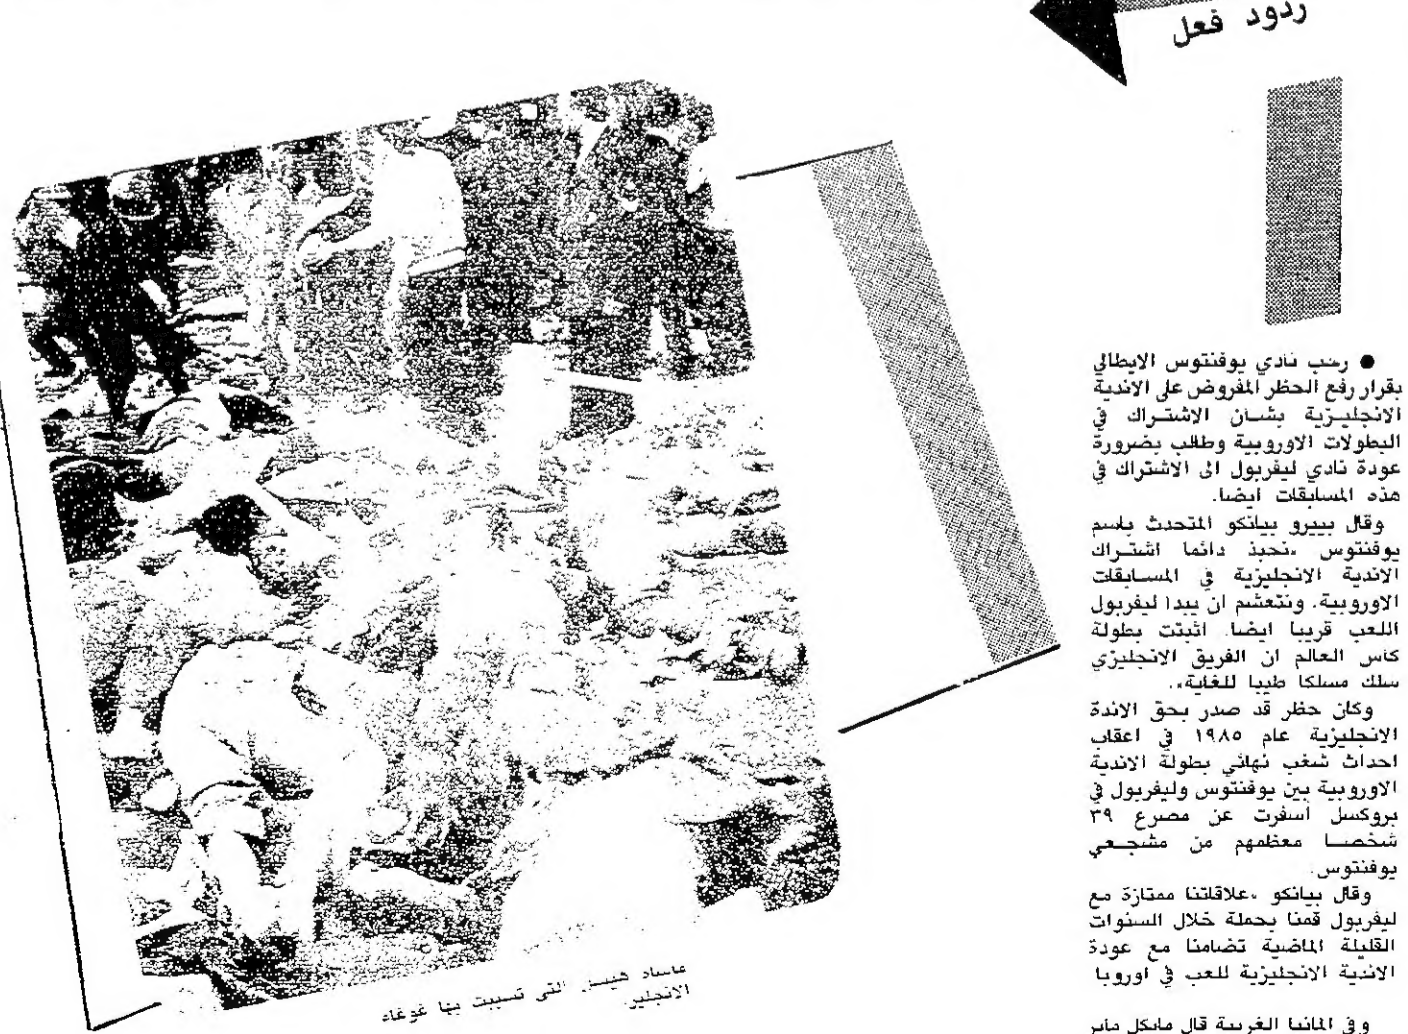 ردود فعل
● رحب نادي يوفنتوس الايطالي
بقرار رفع الحظر المفروض على الاندية
الانجليزية بشان الاشتراك في
البطولات الاوروبية وطالب بضرورة
عودة نادي ليفربول الى الاشتراك في
هذه المسابقات ايضا.
وقال بييرو بيانكو المتحدث باسم
يوفنتوس «نحبذ دائما اشتراك
الاندية الانجليزية في المسابقات
الاوروبية. ونتعشم ان يبدا ليفربول
اللعب قريبا ايضا. اثبتت بطولة
كاس العالم ان الفريق الانجليزي
سلك مسلكا طيبا للغاية».
وكان حظر قد صدر بحق الاندة
الانجليزية عام ١٩٨٥ في اعقاب
احداث شغب نهائي بطولة الاندية
الاوروبية بين يوفنتوس وليفربول في
بروكسل اسفرت عن مصرع ٣٩
شخصا معظمهم من مشجعي
يوفنتوس.
وقال بيانكو «علاقاتنا ممتازة مع
ليفربول قمنا بحملة خلال السنوات
القليلة الماضية تضامنا مع عودة
الاندية الانجليزية للعب في اوروبا
وفي المانيا الغربية قال مايكل ماير
التي تسببت بها غوغاء
الانجليز